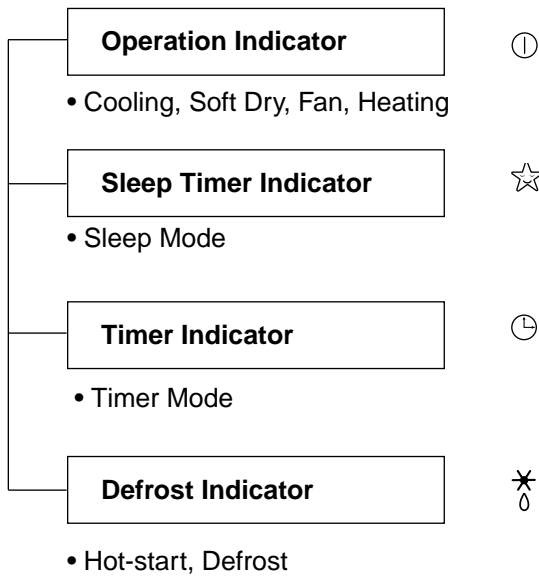 Operation Indicator
• Cooling, Soft Dry, Fan, Heating
Sleep Timer Indicator
• Sleep Mode
Timer Indicator
• Timer Mode
Defrost Indicator
• Hot-start, Defrost